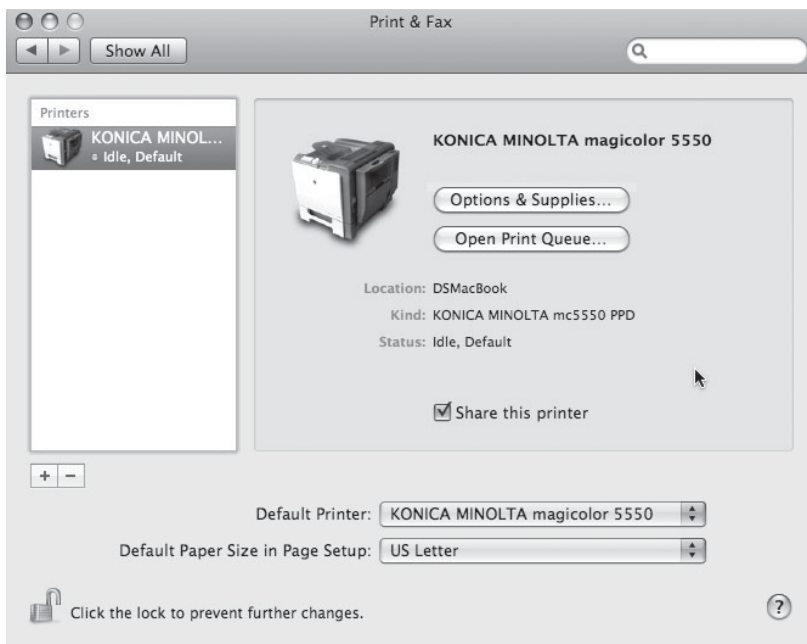 Print & Fax
Show All
Printers
KONICA MINOL...
Idle, Default
KONICA MINOLTA magicolor 5550
Options & Supplies...
Open Print Queue...
Location: DSMacBook
Kind: KONICA MINOLTA mc5550 PPD
Status: Idle, Default
Share this printer
+ −
Default Printer: KONICA MINOLTA magicolor 5550
Default Paper Size in Page Setup: US Letter
Click the lock to prevent further changes.
?